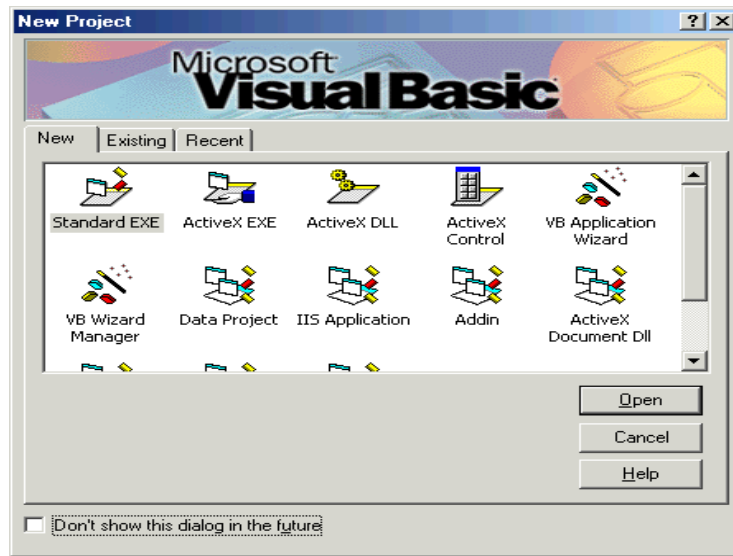 New Project
Microsoft
Visual Basic
New Existing Recent
Standard EXE ActiveX EXE ActiveX DLL ActiveX Control VB Application Wizard
VB Wizard Manager Data Project IIS Application Addin ActiveX Document Dll
Open
Cancel
Help
Don't show this dialog in the future